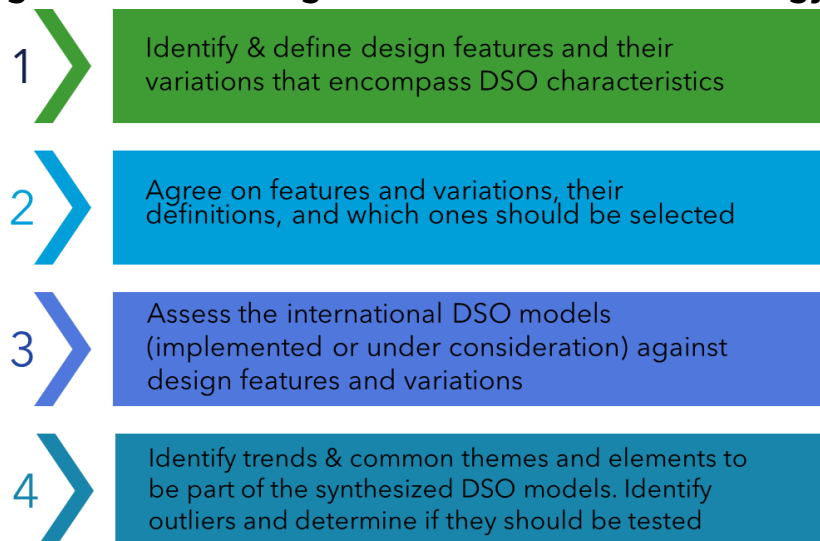 1
Identify & define design features and their
variations that encompass DSO characteristics
2
Agree on features and variations, their
definitions, and which ones should be selected
3
Assess the international DSO models
(implemented or under consideration) against
design features and variations
4
Identify trends & common themes and elements to
be part of the synthesized DSO models. Identify
outliers and determine if they should be tested